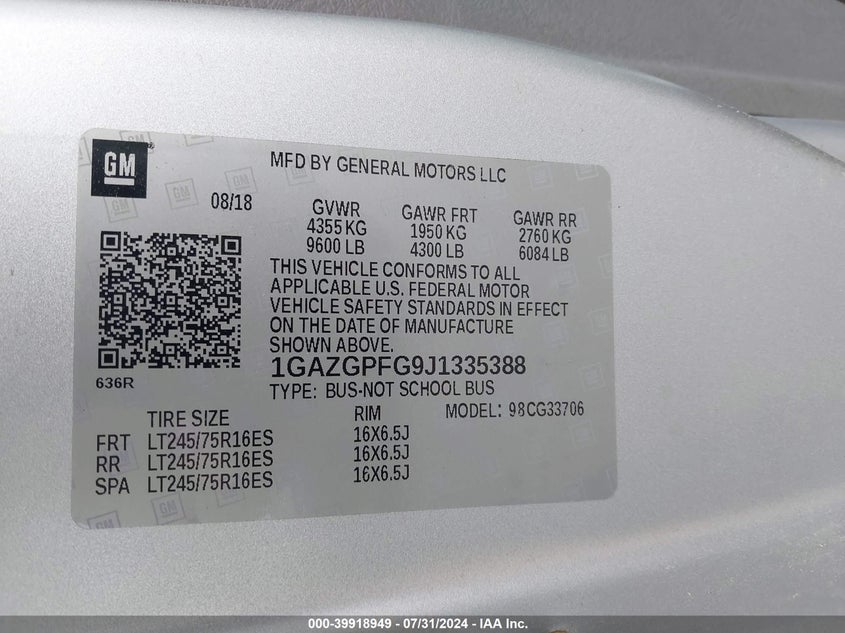 GM
MFD BY GENERAL MOTORS LLC
08/18
GVWR GAWR FRT GAWR RR
4355 KG 1950 KG 2760 KG
9600 LB 4300 LB 6084 LB
THIS VEHICLE CONFORMS TO ALL
APPLICABLE U.S. FEDERAL MOTOR
VEHICLE SAFETY STANDARDS IN EFFECT
ON THE DATE OF MANUFACTURE
SHOWN ABOVE.
1GAZGPFG9J1335388
636R
TYPE: BUS-NOT SCHOOL BUS
MODEL: 98CG33706
TIRE SIZE RIM
FRT LT245/75R16ES 16X6.5J
RR LT245/75R16ES 16X6.5J
SPA LT245/75R16ES 16X6.5J
000-39918949 - 07/31/2024 - IAA Inc.